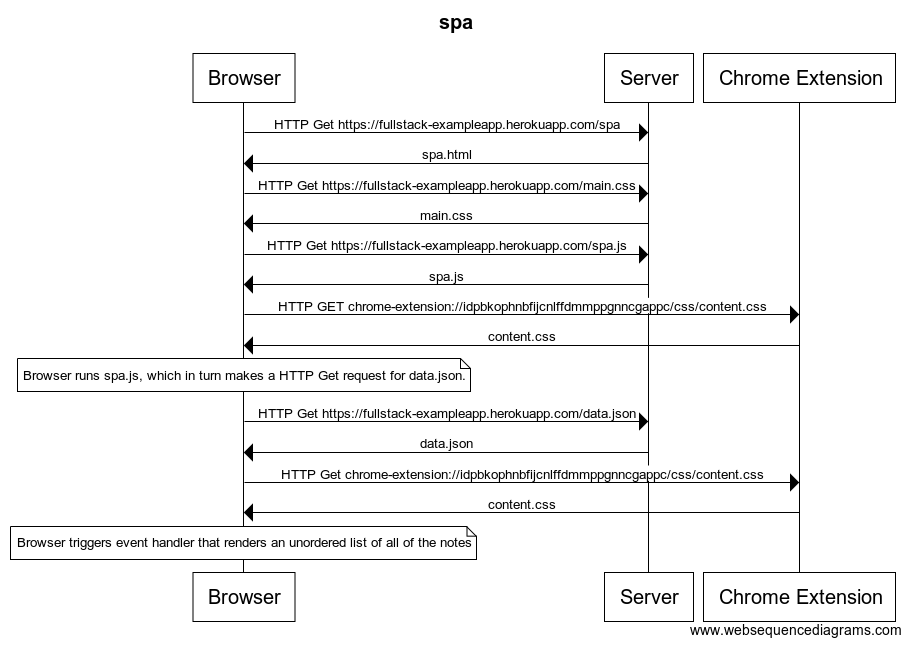 spa
Browser
Server
Chrome Extension
HTTP Get https://fullstack-exampleapp.herokuapp.com/spa
spa.html
HTTP Get https://fullstack-exampleapp.herokuapp.com/main.css
main.css
HTTP Get https://fullstack-exampleapp.herokuapp.com/spa.js
spa.js
HTTP GET chrome-extension://idpbkophnbfijcnlffdmmppgnncgappc/css/content.css
content.css
Browser runs spa.js, which in turn makes a HTTP Get request for data.json.
HTTP Get https://fullstack-exampleapp.herokuapp.com/data.json
data.json
HTTP Get chrome-extension://idpbkophnbfijcnlffdmmppgnncgappc/css/content.css
content.css
Browser triggers event handler that renders an unordered list of all of the notes
Browser
Server
Chrome Extension
www.websequencediagrams.com